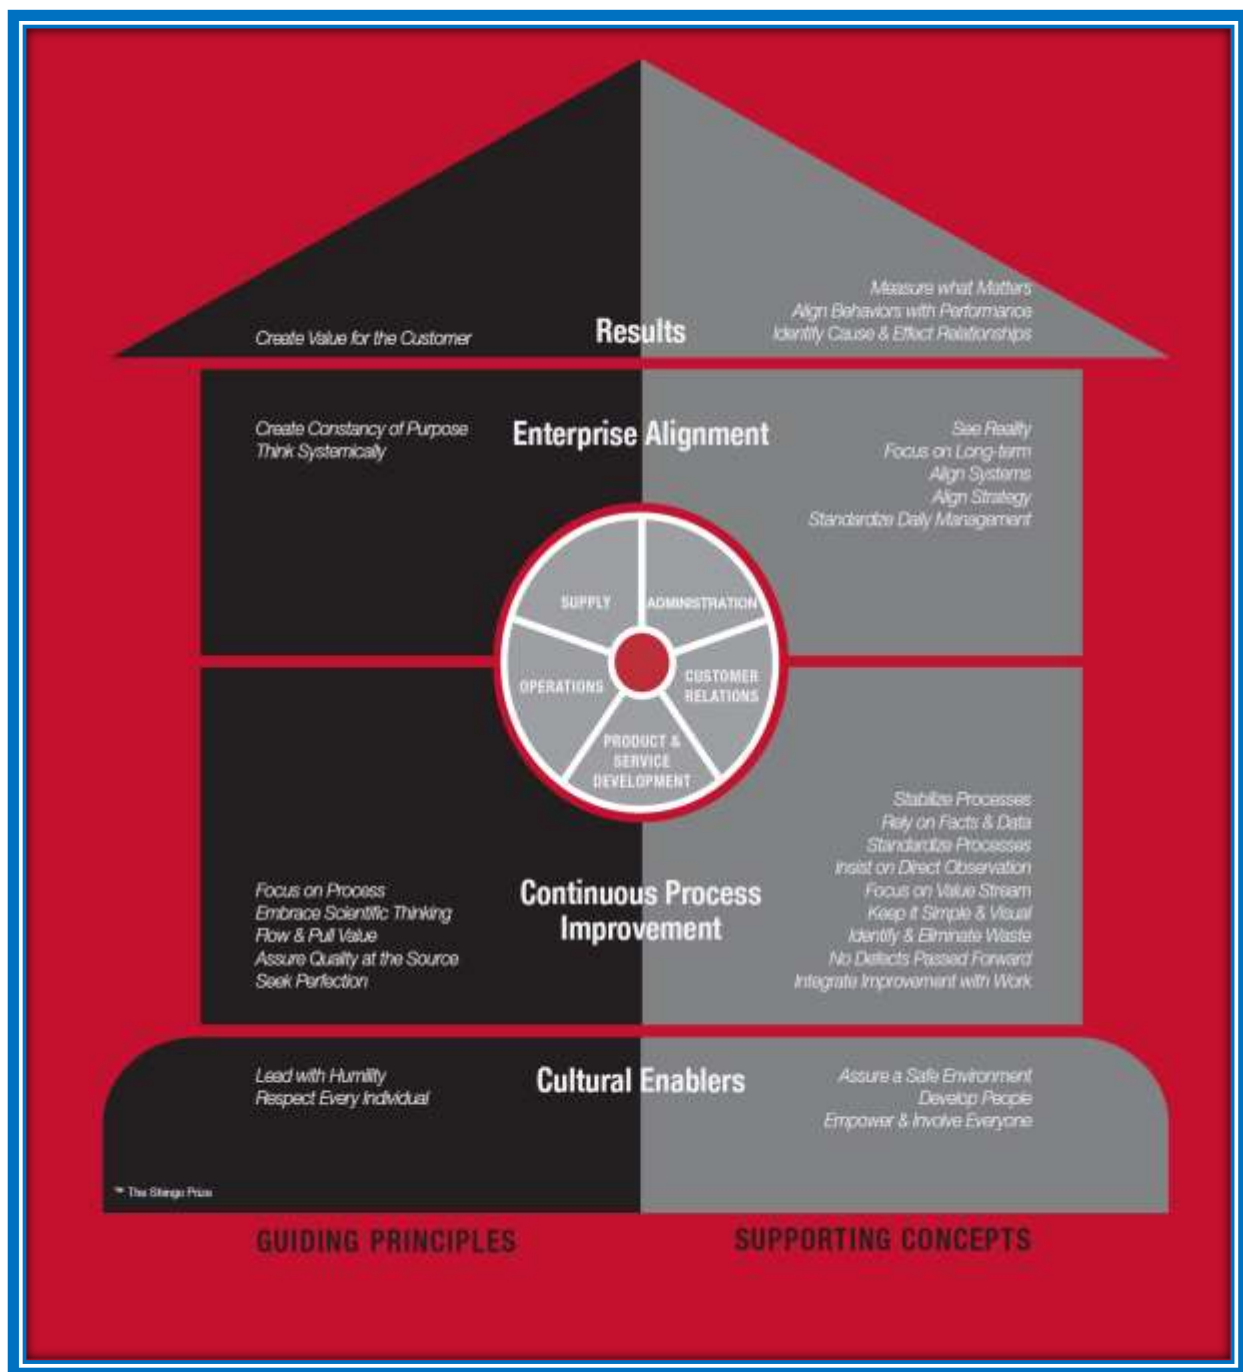 Create Value for the Customer
Results
Measure what Matters
Align Behaviors with Performance
Identify Cause & Effect Relationships
Create Constancy of Purpose
Think Systemically
Enterprise Alignment
See Reality
Focus on Long-term
Align Systems
Align Strategy
Standardize Daily Management
SUPPLY
ADMINISTRATION
OPERATIONS
CUSTOMER
RELATIONS
PRODUCT &
SERVICE
DEVELOPMENT
Focus on Process
Embrace Scientific Thinking
Flow & Pull Value
Assure Quality at the Source
Seek Perfection
Continuous Process
Improvement
Stabilize Processes
Rely on Facts & Data
Standardize Processes
Insist on Direct Observation
Focus on Value Stream
Keep it Simple & Visual
Identify & Eliminate Waste
No Defects Passed Forward
Integrate Improvement with Work
Lead with Humility
Respect Every Individual
Cultural Enablers
Assure a Safe Environment
Develop People
Empower & Involve Everyone
™ The Shingo Prize
GUIDING PRINCIPLES
SUPPORTING CONCEPTS